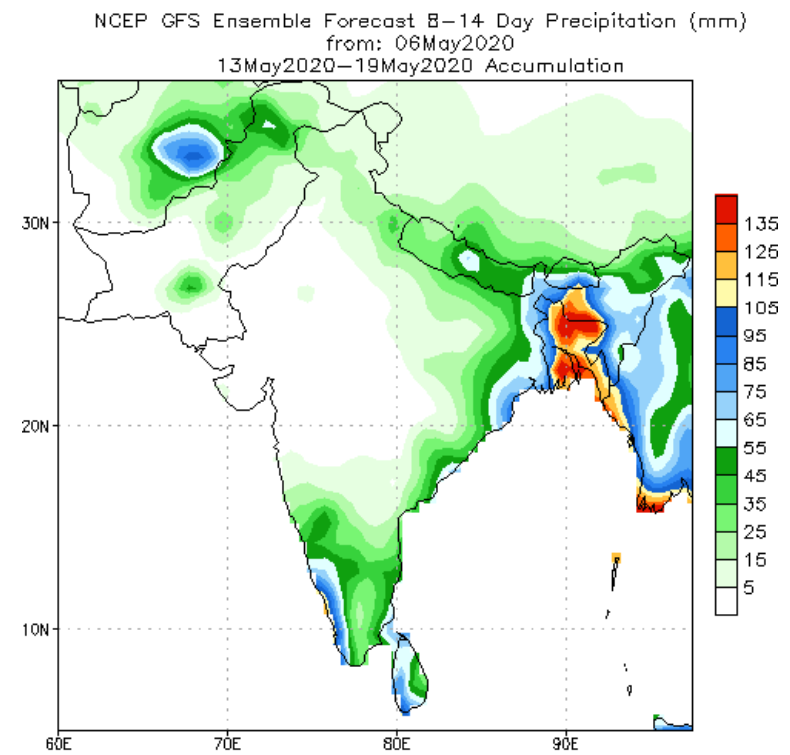 NCEP GFS Ensemble Forecast 8-14 Day Precipitation (mm)
from: 06May2020
13May2020-19May2020 Accumulation
30N
20N
10N
60E 70E 80E 90E
135
125
115
105
95
85
75
65
55
45
35
25
15
5